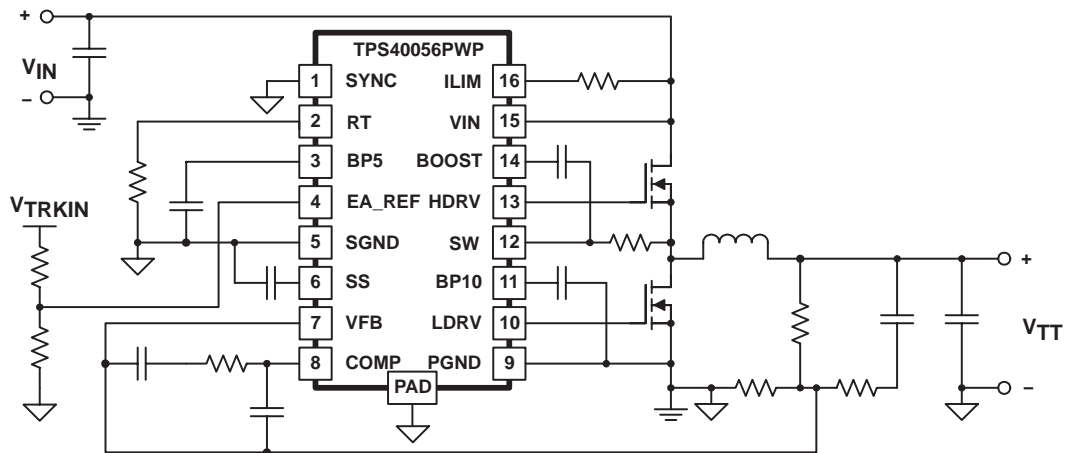 +
VIN
−
TPS40056PWP
1 SYNC ILIM 16
2 RT VIN 15
3 BP5 BOOST 14
4 EA_REF HDRV 13
5 SGND SW 12
6 SS BP10 11
7 VFB LDRV 10
8 COMP PGND 9
PAD
VTRKIN
+
VTT
−